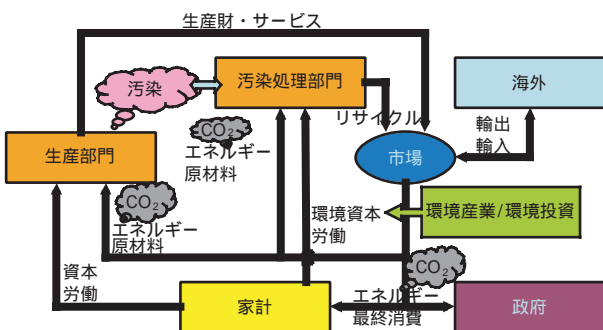 生産財・サービス
汚染
汚染処理部門
海外
CO₂
リサイクル
輸出
輸入
生産部門
エネルギー
原材料
市場
CO₂
環境資本
労働
環境産業/環境投資
エネルギー
原材料
資本
労働
CO₂
家計
エネルギー
最終消費
政府